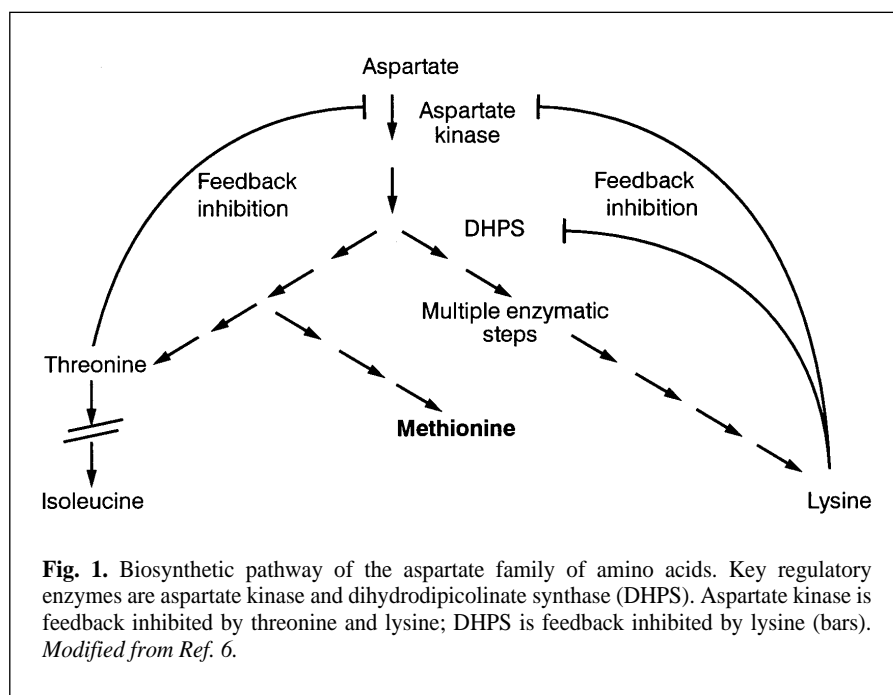 Aspartate
Aspartate
kinase
Feedback
inhibition
Feedback
inhibition
DHPS
Multiple enzymatic
steps
Threonine
Methionine
Isoleucine
Lysine
Fig. 1. Biosynthetic pathway of the aspartate family of amino acids. Key regulatory
enzymes are aspartate kinase and dihydrodipicolinate synthase (DHPS). Aspartate kinase is
feedback inhibited by threonine and lysine; DHPS is feedback inhibited by lysine (bars).
Modified from Ref. 6.